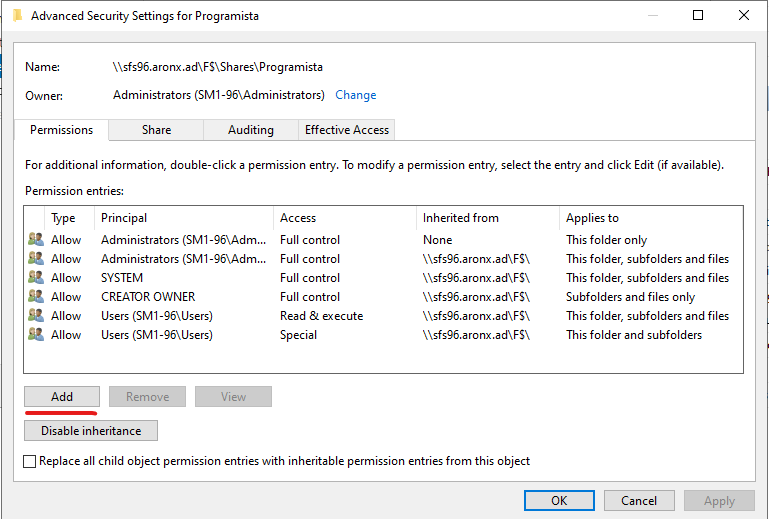 Advanced Security Settings for Programista
Name: \\sfs96.aronx.ad\F$\Shares\Programista
Owner: Administrators (SM1-96\Administrators) Change
Permissions Share Auditing Effective Access
For additional information, double-click a permission entry. To modify a permission entry, select the entry and click Edit (if available).
Permission entries:
Type Principal Access Inherited from Applies to
Allow Administrators (SM1-96\Adm... Full control None This folder only
Allow Administrators (SM1-96\Adm... Full control \\sfs96.aronx.ad\F$\ This folder, subfolders and files
Allow SYSTEM Full control \\sfs96.aronx.ad\F$\ This folder, subfolders and files
Allow CREATOR OWNER Full control \\sfs96.aronx.ad\F$\ Subfolders and files only
Allow Users (SM1-96\Users) Read & execute \\sfs96.aronx.ad\F$\ This folder, subfolders and files
Allow Users (SM1-96\Users) Special \\sfs96.aronx.ad\F$\ This folder and subfolders
Add Remove View
Disable inheritance
Replace all child object permission entries with inheritable permission entries from this object
OK Cancel Apply